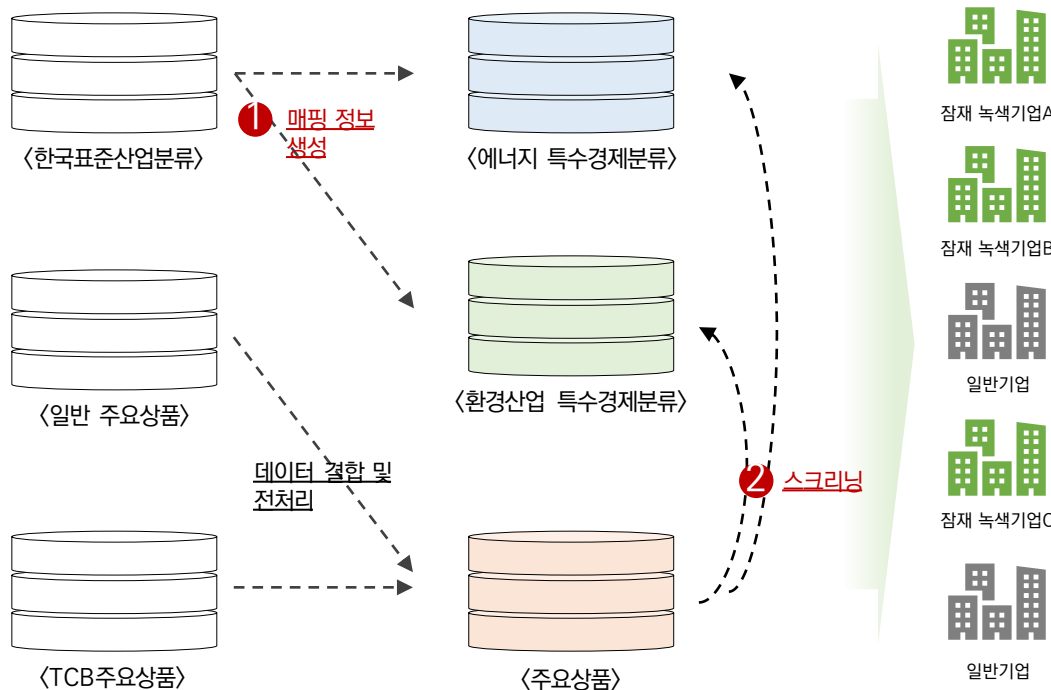 1
매핑 정보
생성
〈한국표준산업분류〉
〈에너지 특수경제분류〉
〈일반 주요상품〉
〈환경산업 특수경제분류〉
데이터 결합 및
전처리
2
스크리닝
〈TCB주요상품〉
〈주요상품〉
잠재 녹색기업A
잠재 녹색기업B
일반기업
잠재 녹색기업C
일반기업